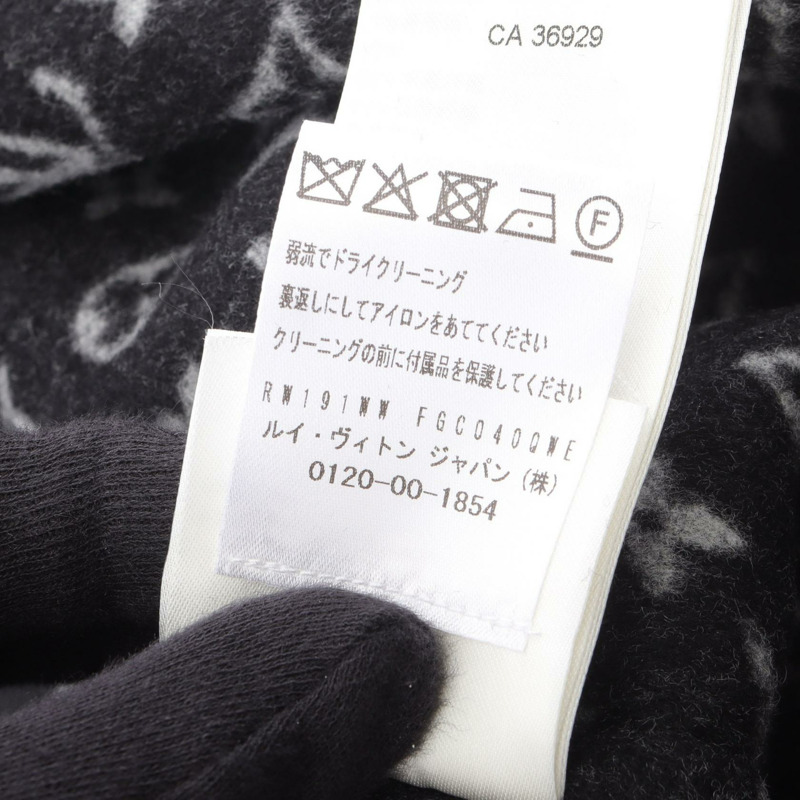 CA 36929
F
弱流でドライクリーニング
裏返しにしてアイロンをあててください
クリーニングの前に付属品を保護してください
RW191WW FGC040QWE
ルイ・ヴィトン ジャパン (株)
0120-00-1854